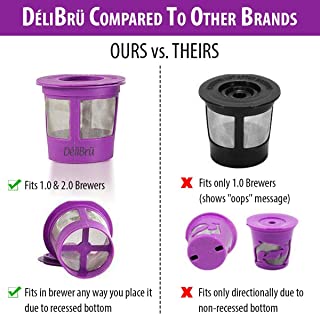 DéliBrü Compared To Other Brands
OURS vs. THEIRS
DéliBrü
Fits 1.0 & 2.0 Brewers
Fits only 1.0 Brewers
(shows "oops" message)
Fits in brewer any way you place it
due to recessed bottom
Fits only directionally due to
non-recessed bottom